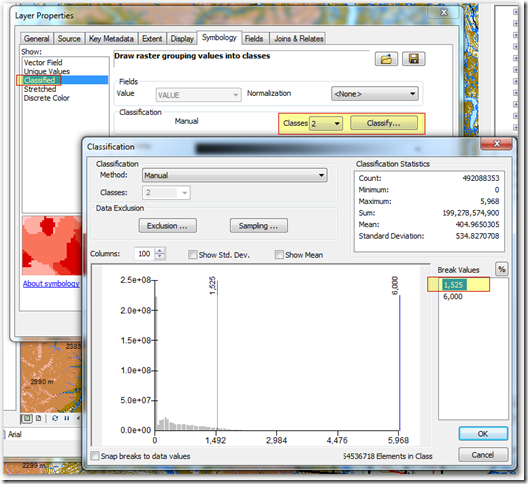 Layer Properties
General Source Key Metadata Extent Display Symbology Fields Joins & Relates
Show:
Vector Field
Unique Values
Classified
Stretched
Discrete Color
Draw raster grouping values into classes
Fields
Value VALUE Normalization <None>
Classification
Manual Classes 2 Classify...
About symbology
Classification
Classification
Method: Manual
Classes: 2
Data Exclusion
Exclusion ... Sampling ...
Classification Statistics
Count: 492088353
Minimum: 0
Maximum: 5,968
Sum: 199,278,574,900
Mean: 404.9650305
Standard Deviation: 534.8270708
Columns: 100 Show Std. Dev. Show Mean
Break Values %
1,525
6,000
2.5e+08
2.0e+08
1.5e+08
1.0e+08
5.0e+07
0.0e+00
1,525
6,000
0 1,492 2,984 4,476 5,968
Snap breaks to data values
54536718 Elements in Class
OK
Cancel
2990 m
Arial
2299 m